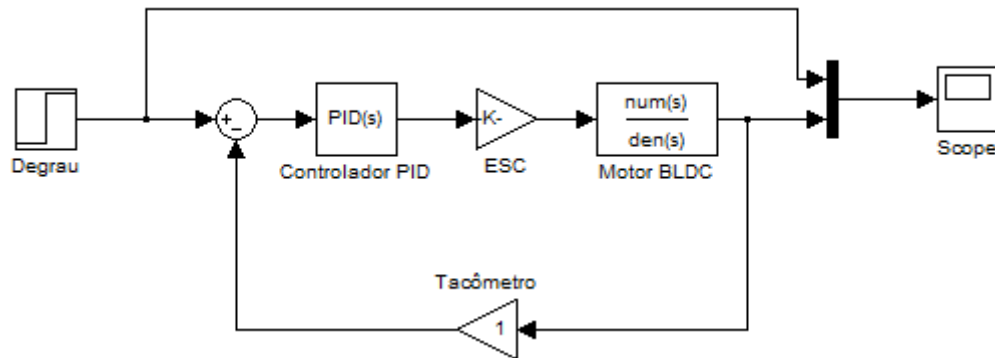 +
−
PID(s)
K-
num(s)
den(s)
Degrau
Controlador PID
ESC
Motor BLDC
Scope
Tacômetro
1